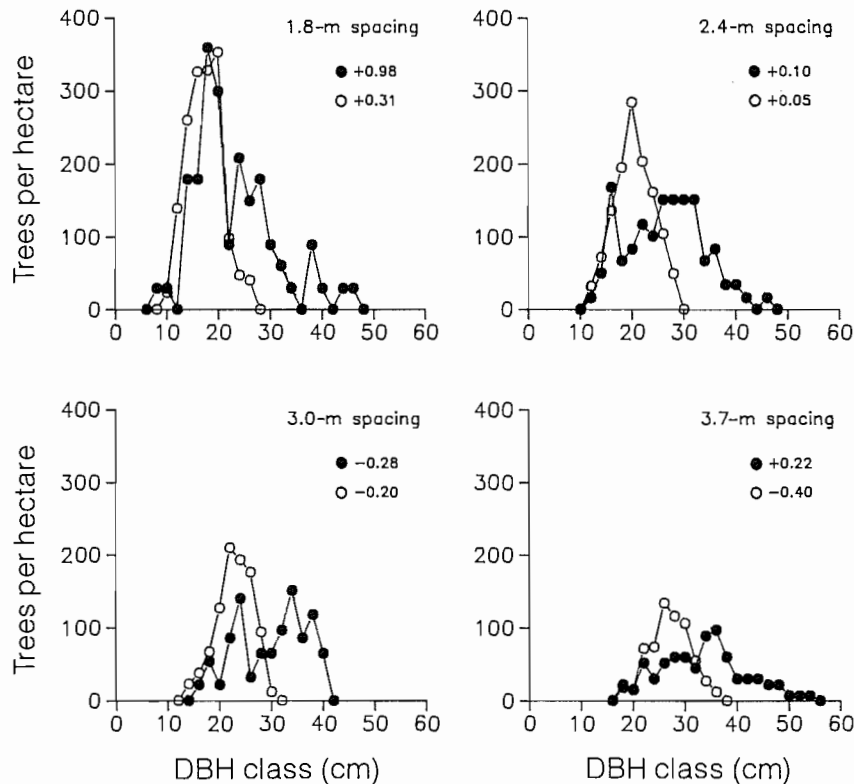 1.8-m spacing
+0.98
+0.31
400
300
200
100
0
0 10 20 30 40 50 60
Trees per hectare
2.4-m spacing
+0.10
+0.05
400
300
200
100
0
0 10 20 30 40 50 60
3.0-m spacing
−0.28
−0.20
400
300
200
100
0
0 10 20 30 40 50 60
Trees per hectare
DBH class (cm)
3.7-m spacing
+0.22
−0.40
400
300
200
100
0
0 10 20 30 40 50 60
DBH class (cm)